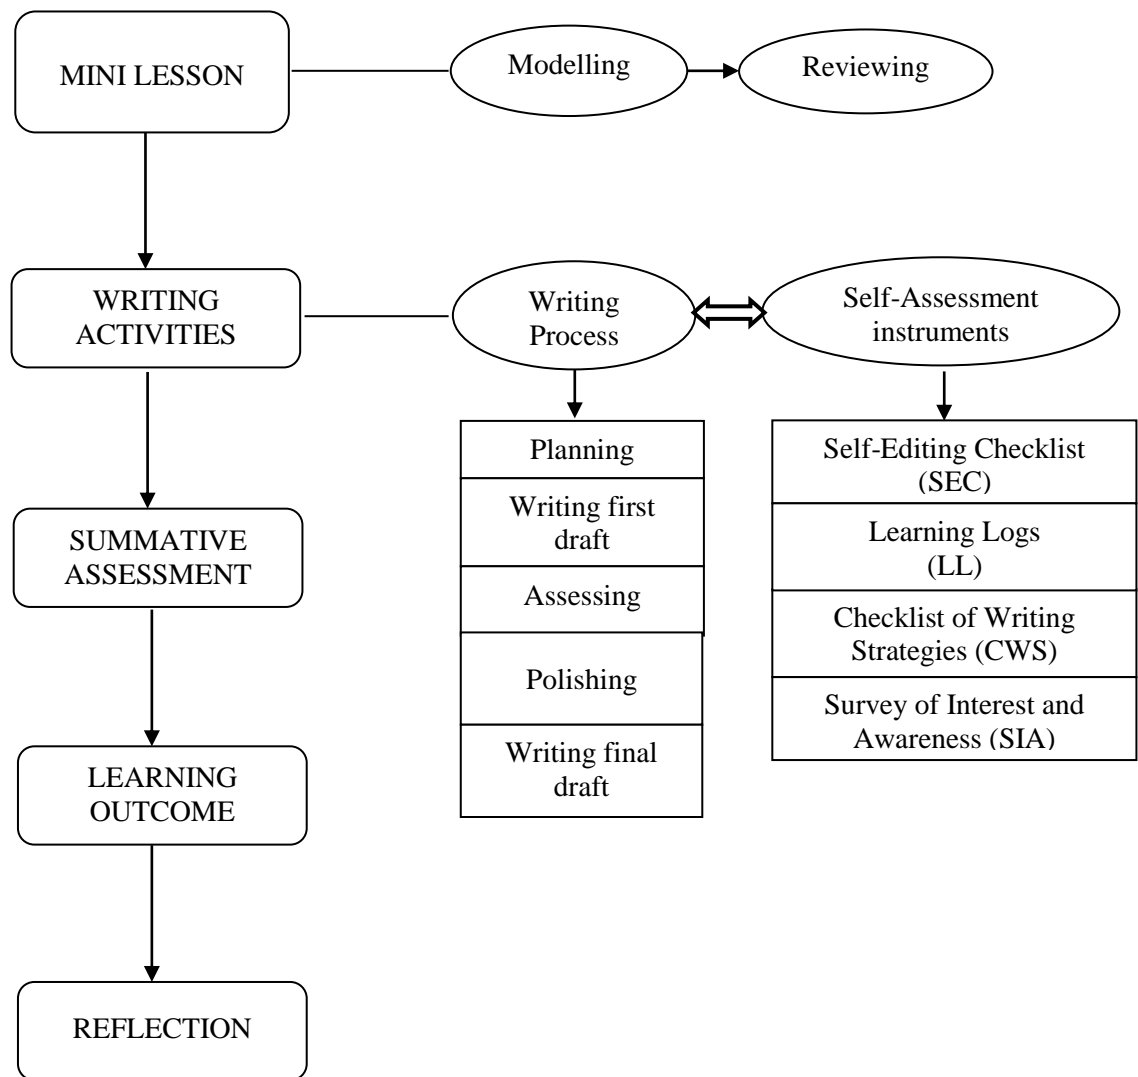 MINI LESSON
Modelling
Reviewing
WRITING
ACTIVITIES
Writing
Process
Self-Assessment
instruments
Planning
Writing first
draft
Assessing
Polishing
Writing final
draft
Self-Editing Checklist
(SEC)
Learning Logs
(LL)
Checklist of Writing
Strategies (CWS)
Survey of Interest and
Awareness (SIA)
SUMMATIVE
ASSESSMENT
LEARNING
OUTCOME
REFLECTION